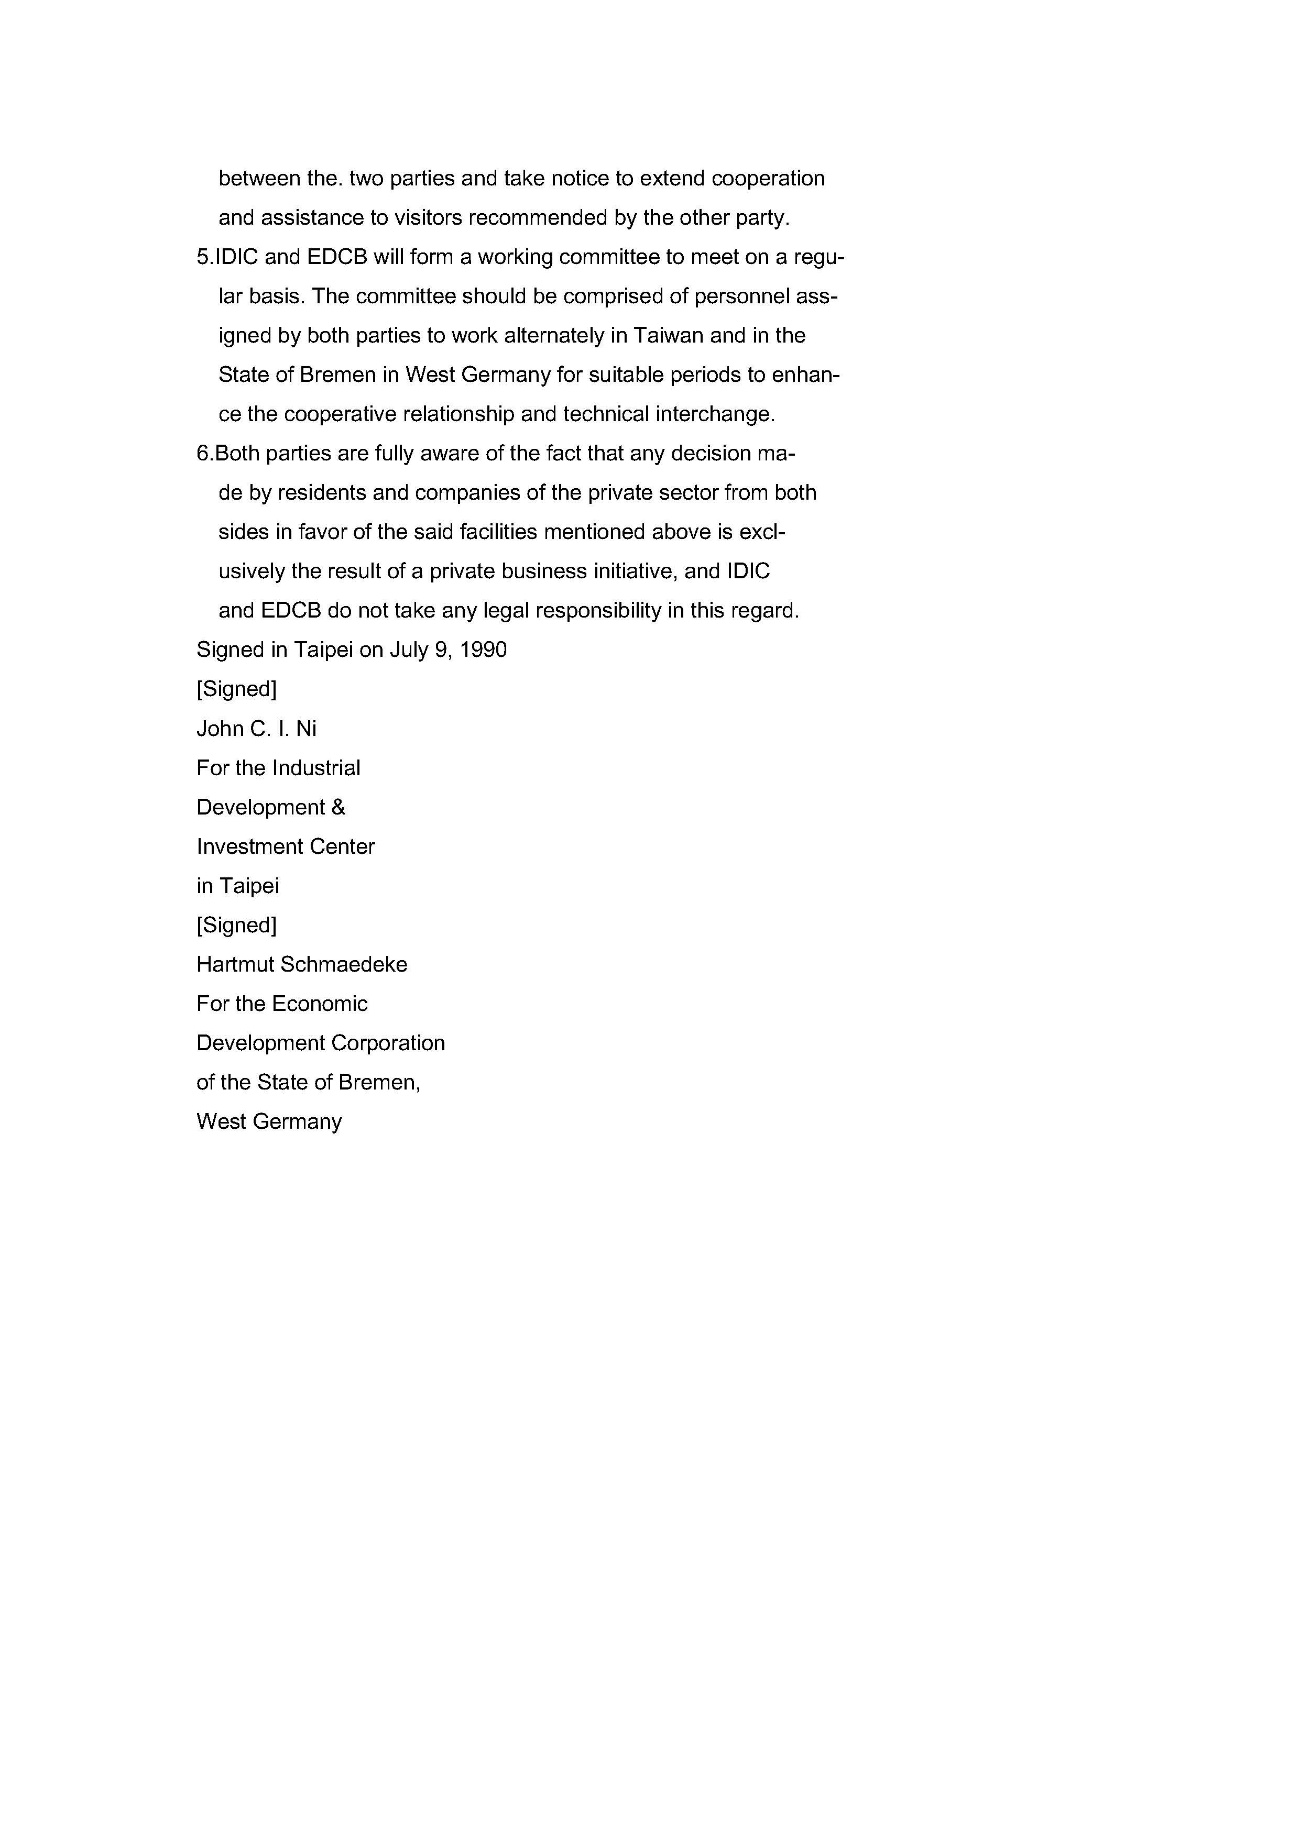 between the. two parties and take notice to extend cooperation
and assistance to visitors recommended by the other party.
5.IDIC and EDCB will form a working committee to meet on a regu-
lar basis. The committee should be comprised of personnel ass-
igned by both parties to work alternately in Taiwan and in the
State of Bremen in West Germany for suitable periods to enhan-
ce the cooperative relationship and technical interchange.
6.Both parties are fully aware of the fact that any decision ma-
de by residents and companies of the private sector from both
sides in favor of the said facilities mentioned above is excl-
usively the result of a private business initiative, and IDIC
and EDCB do not take any legal responsibility in this regard.
Signed in Taipei on July 9, 1990
[Signed]
John C. I. Ni
For the Industrial
Development &
Investment Center
in Taipei
[Signed]
Hartmut Schmaedeke
For the Economic
Development Corporation
of the State of Bremen,
West Germany